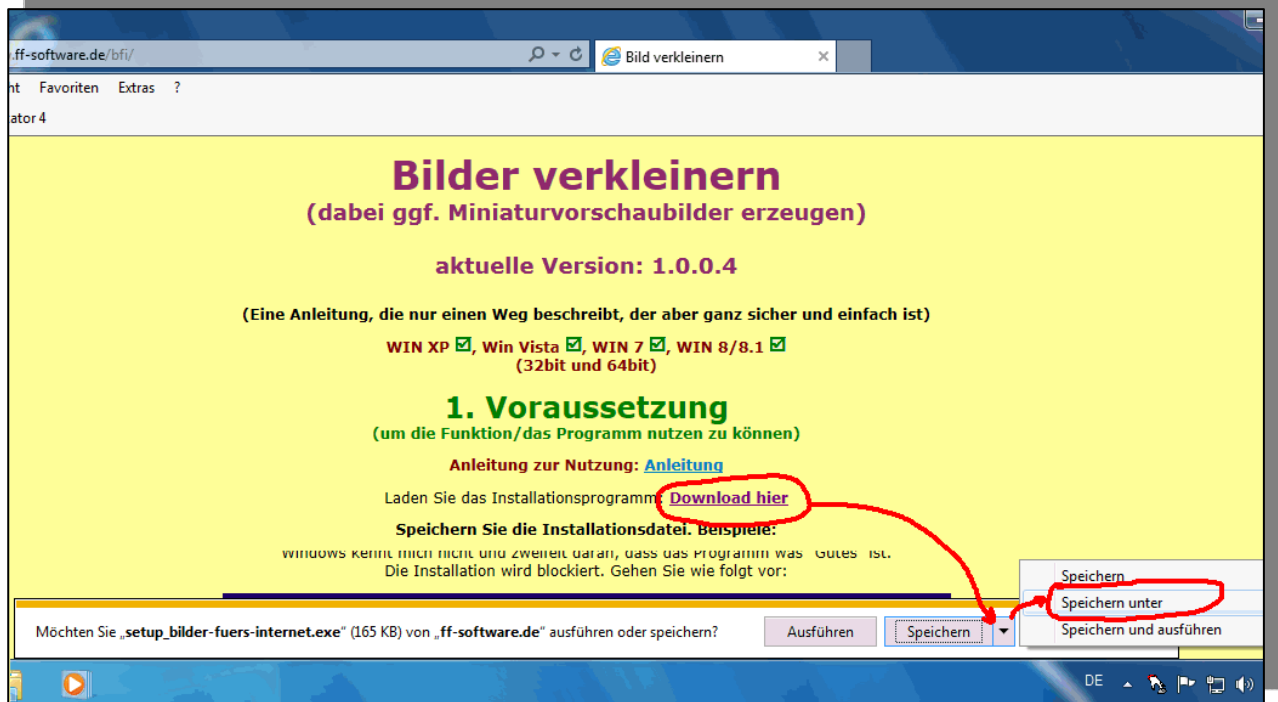 .ff-software.de/bfi/
Bild verkleinern
ht Favoriten Extras ?
ator 4
Bilder verkleinern
(dabei ggf. Miniaturvorschaubilder erzeugen)
aktuelle Version: 1.0.0.4
(Eine Anleitung, die nur einen Weg beschreibt, der aber ganz sicher und einfach ist)
WIN XP ☑, Win Vista ☑, WIN 7 ☑, WIN 8/8.1 ☑
(32bit und 64bit)
1. Voraussetzung
(um die Funktion/das Programm nutzen zu können)
Anleitung zur Nutzung: Anleitung
Laden Sie das Installationsprogramm: Download hier
Speichern Sie die Installationsdatei. Beispiele:
Windows kennt mich nicht und zweifelt daran, dass das Programm was "Gutes" ist.
Die Installation wird blockiert. Gehen Sie wie folgt vor:
Speichern
Speichern unter
Speichern und ausführen
Möchten Sie „setup_bilder-fuers-internet.exe“ (165 KB) von „ff-software.de“ ausführen oder speichern?
Ausführen
Speichern
DE